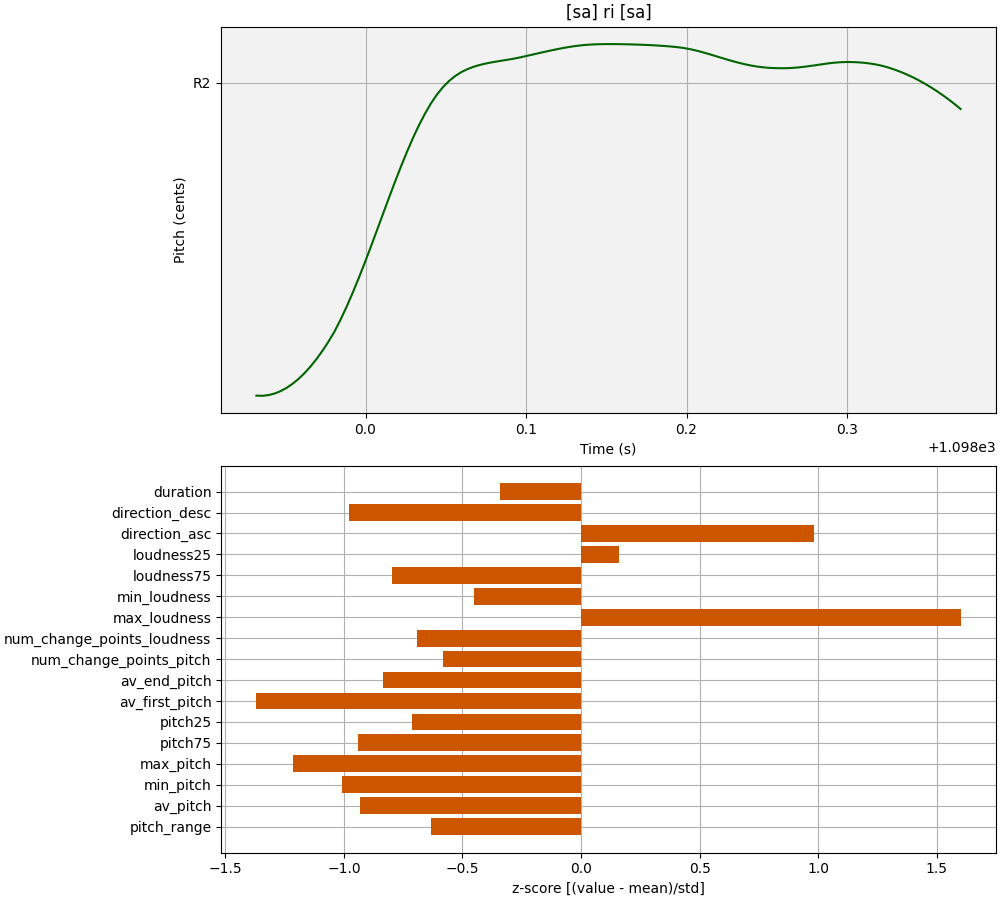 [sa] ri [sa]
R2
Pitch (cents)
0.0 0.1 0.2 0.3
Time (s)
+1.098e3
duration
direction_desc
direction_asc
loudness25
loudness75
min_loudness
max_loudness
num_change_points_loudness
num_change_points_pitch
av_end_pitch
av_first_pitch
pitch25
pitch75
max_pitch
min_pitch
av_pitch
pitch_range
−1.5 −1.0 −0.5 0.0 0.5 1.0 1.5
z-score [(value - mean)/std]